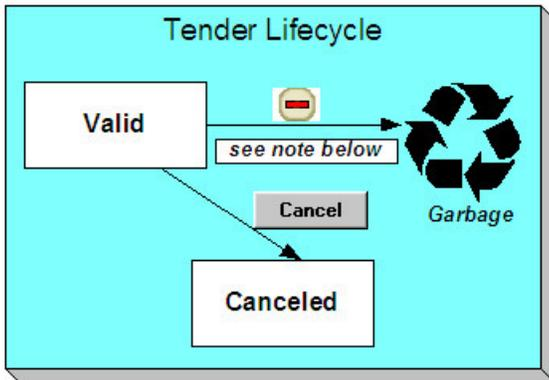 Tender Lifecycle
Valid
see note below
Cancel
Garbage
Canceled